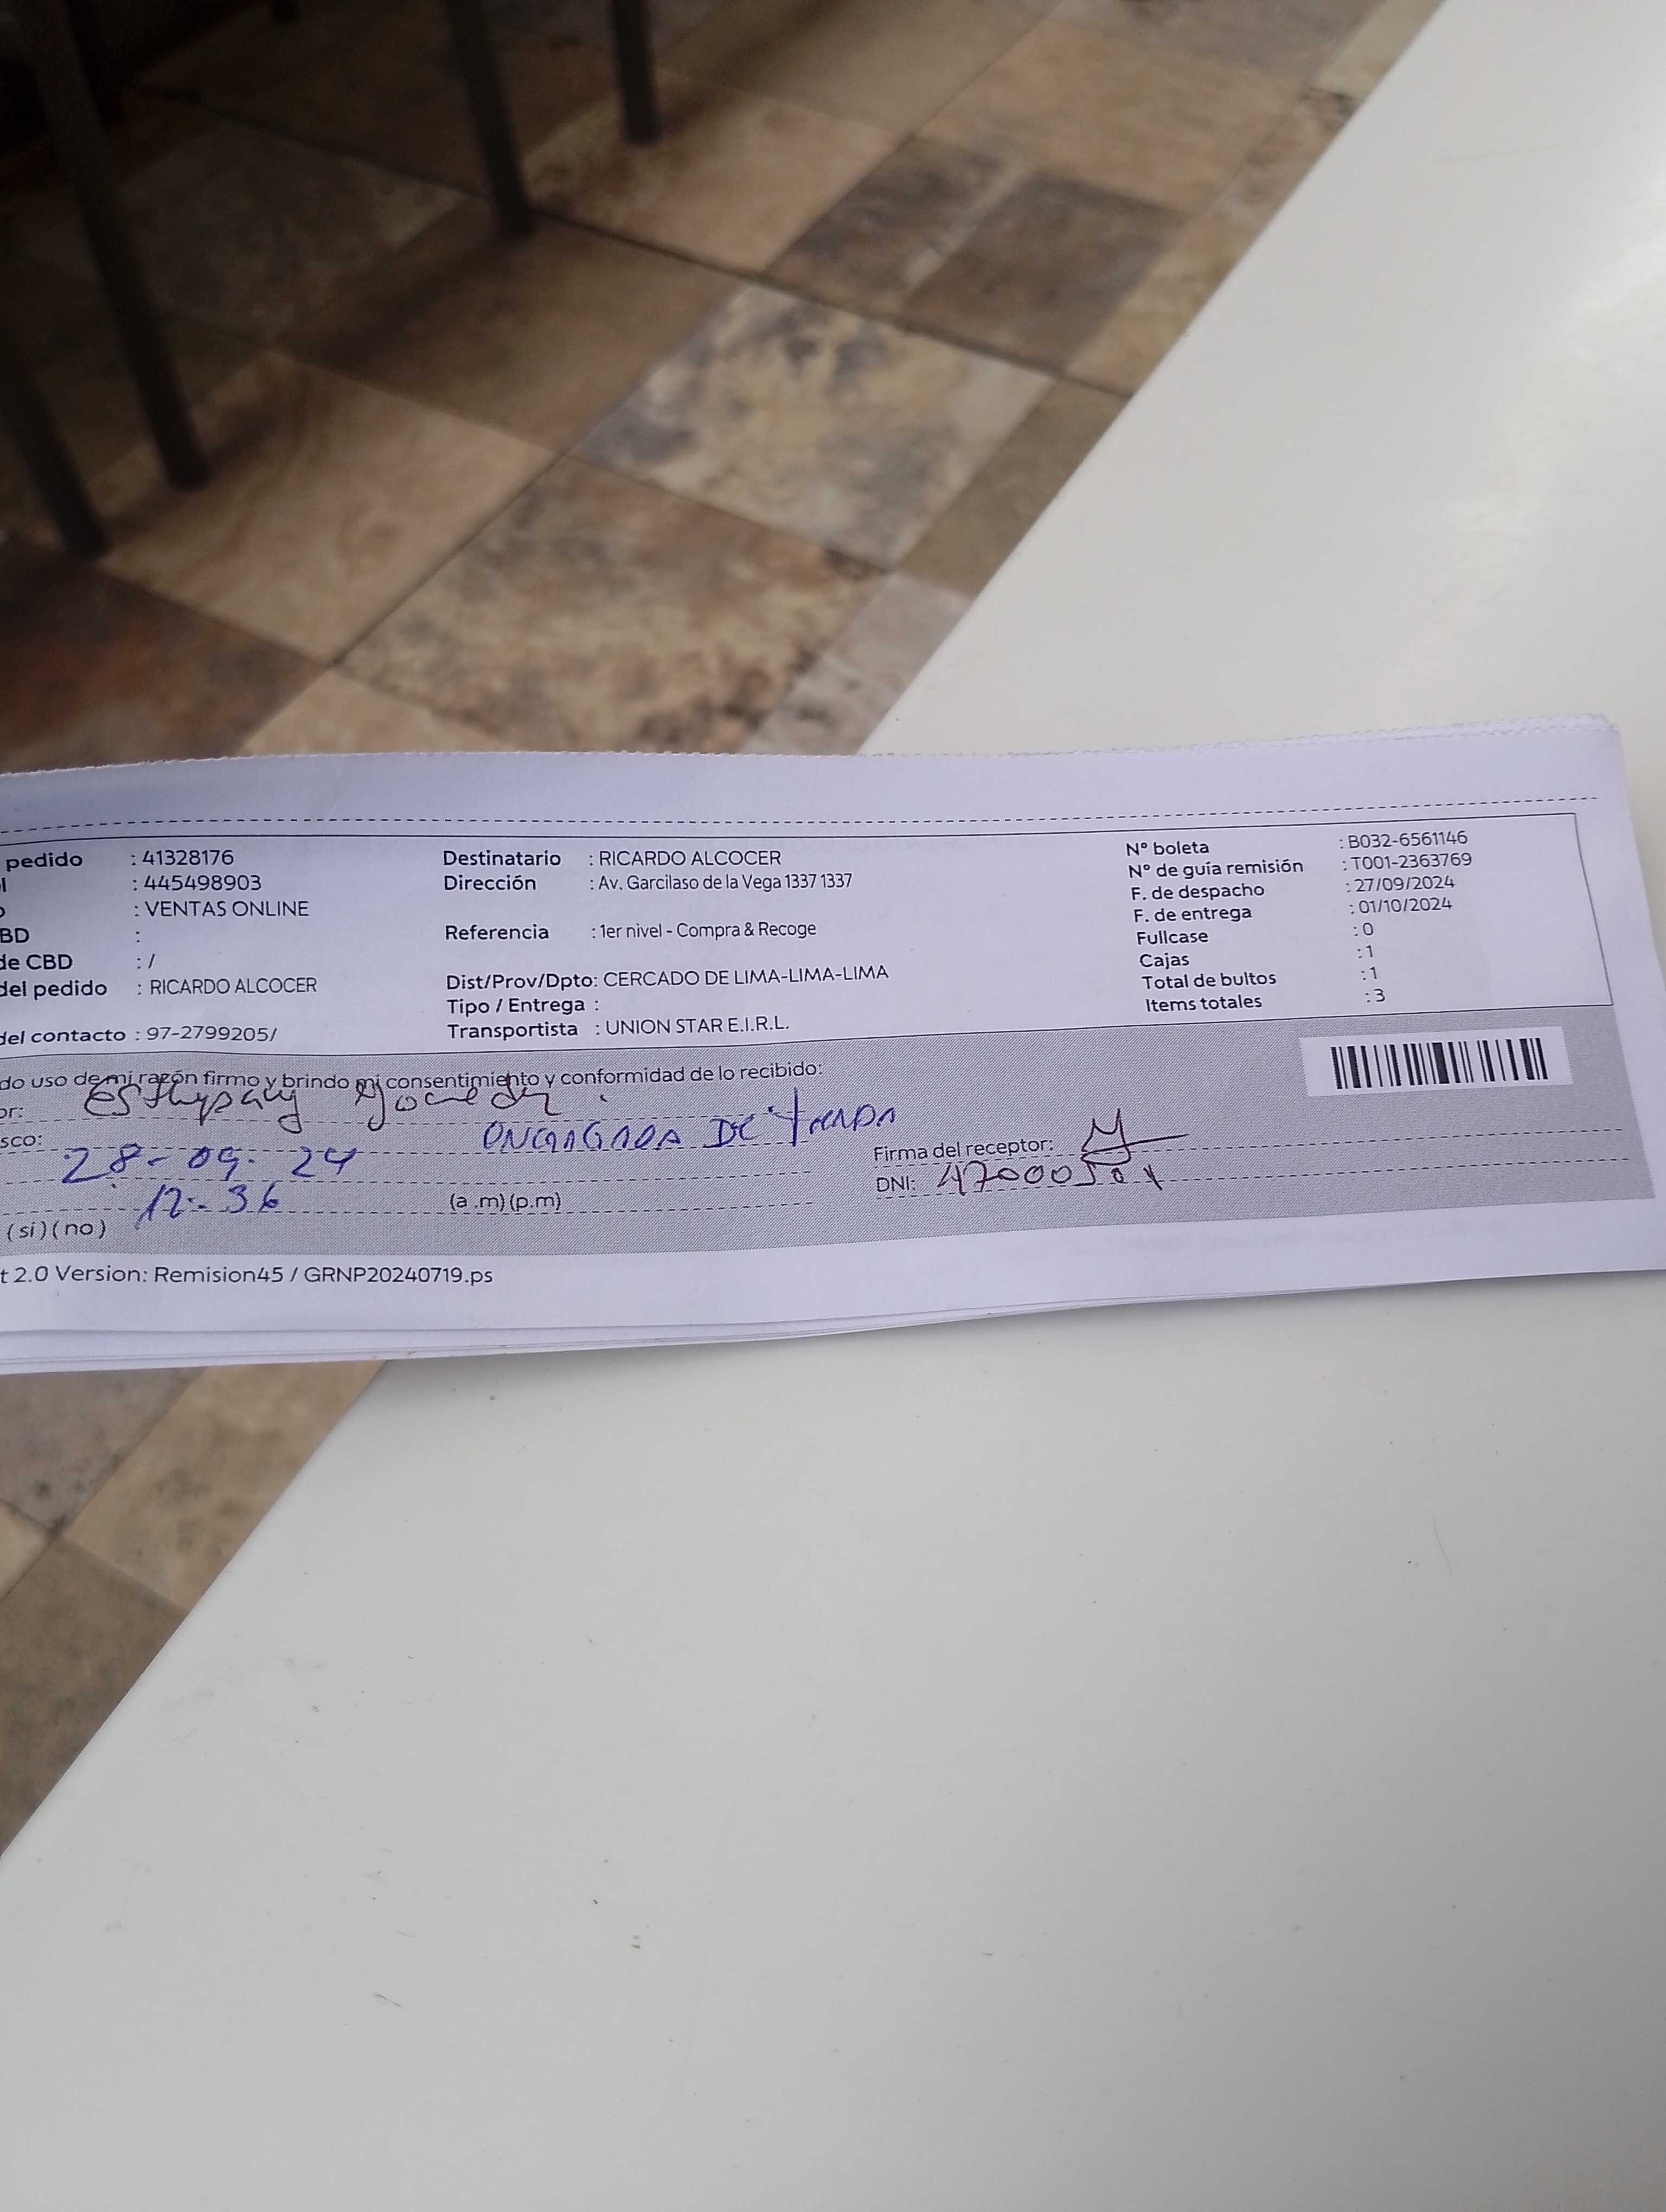 pedido : 41328176
l : 445498903
o : VENTAS ONLINE
BD :
de CBD : /
del pedido : RICARDO ALCOCER
del contacto : 97-2799205/
Destinatario : RICARDO ALCOCER
Dirección : Av. Garcilaso de la Vega 1337 1337
Referencia : 1er nivel - Compra & Recoge
Dist/Prov/Dpto: CERCADO DE LIMA-LIMA-LIMA
Tipo / Entrega :
Transportista : UNION STAR E.I.R.L.
N° boleta : B032-6561146
N° de guía remisión : T001-2363769
F. de despacho : 27/09/2024
F. de entrega : 01/10/2024
Fullcase : 0
Cajas : 1
Total de bultos : 1
Items totales : 3
do uso de mi razón firmo y brindo mi consentimiento y conformidad de lo recibido:
or:
sco: DE
28-09-24
Firma del receptor:
12:36 (a .m) (p.m)
DNI:
(si) (no)
t 2.0 Version: Remision45 / GRNP20240719.ps